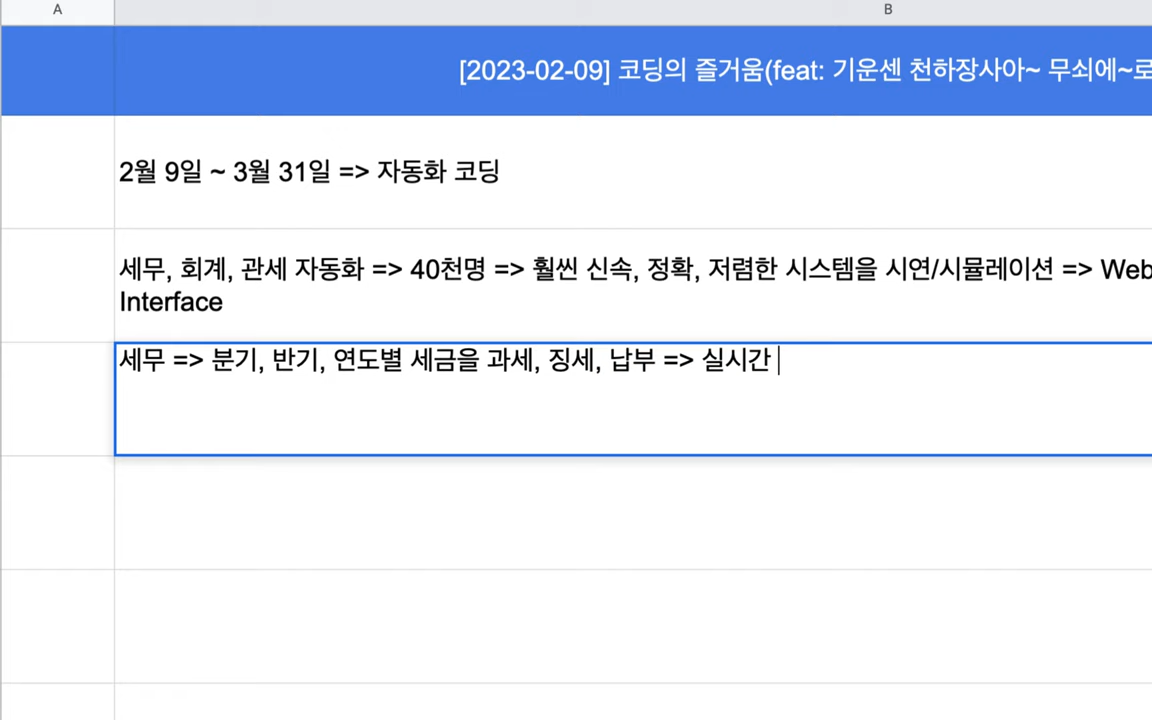 A
B
[2023-02-09] 코딩의 즐거움(feat: 기운센 천하장사아~ 무쇠에~로
2월 9일 ~ 3월 31일 => 자동화 코딩
세무, 회계, 관세 자동화 => 40천명 => 훨씬 신속, 정확, 저렴한 시스템을 시연/시뮬레이션 => Web
Interface
세무 => 분기, 반기, 연도별 세금을 과세, 징세, 납부 => 실시간